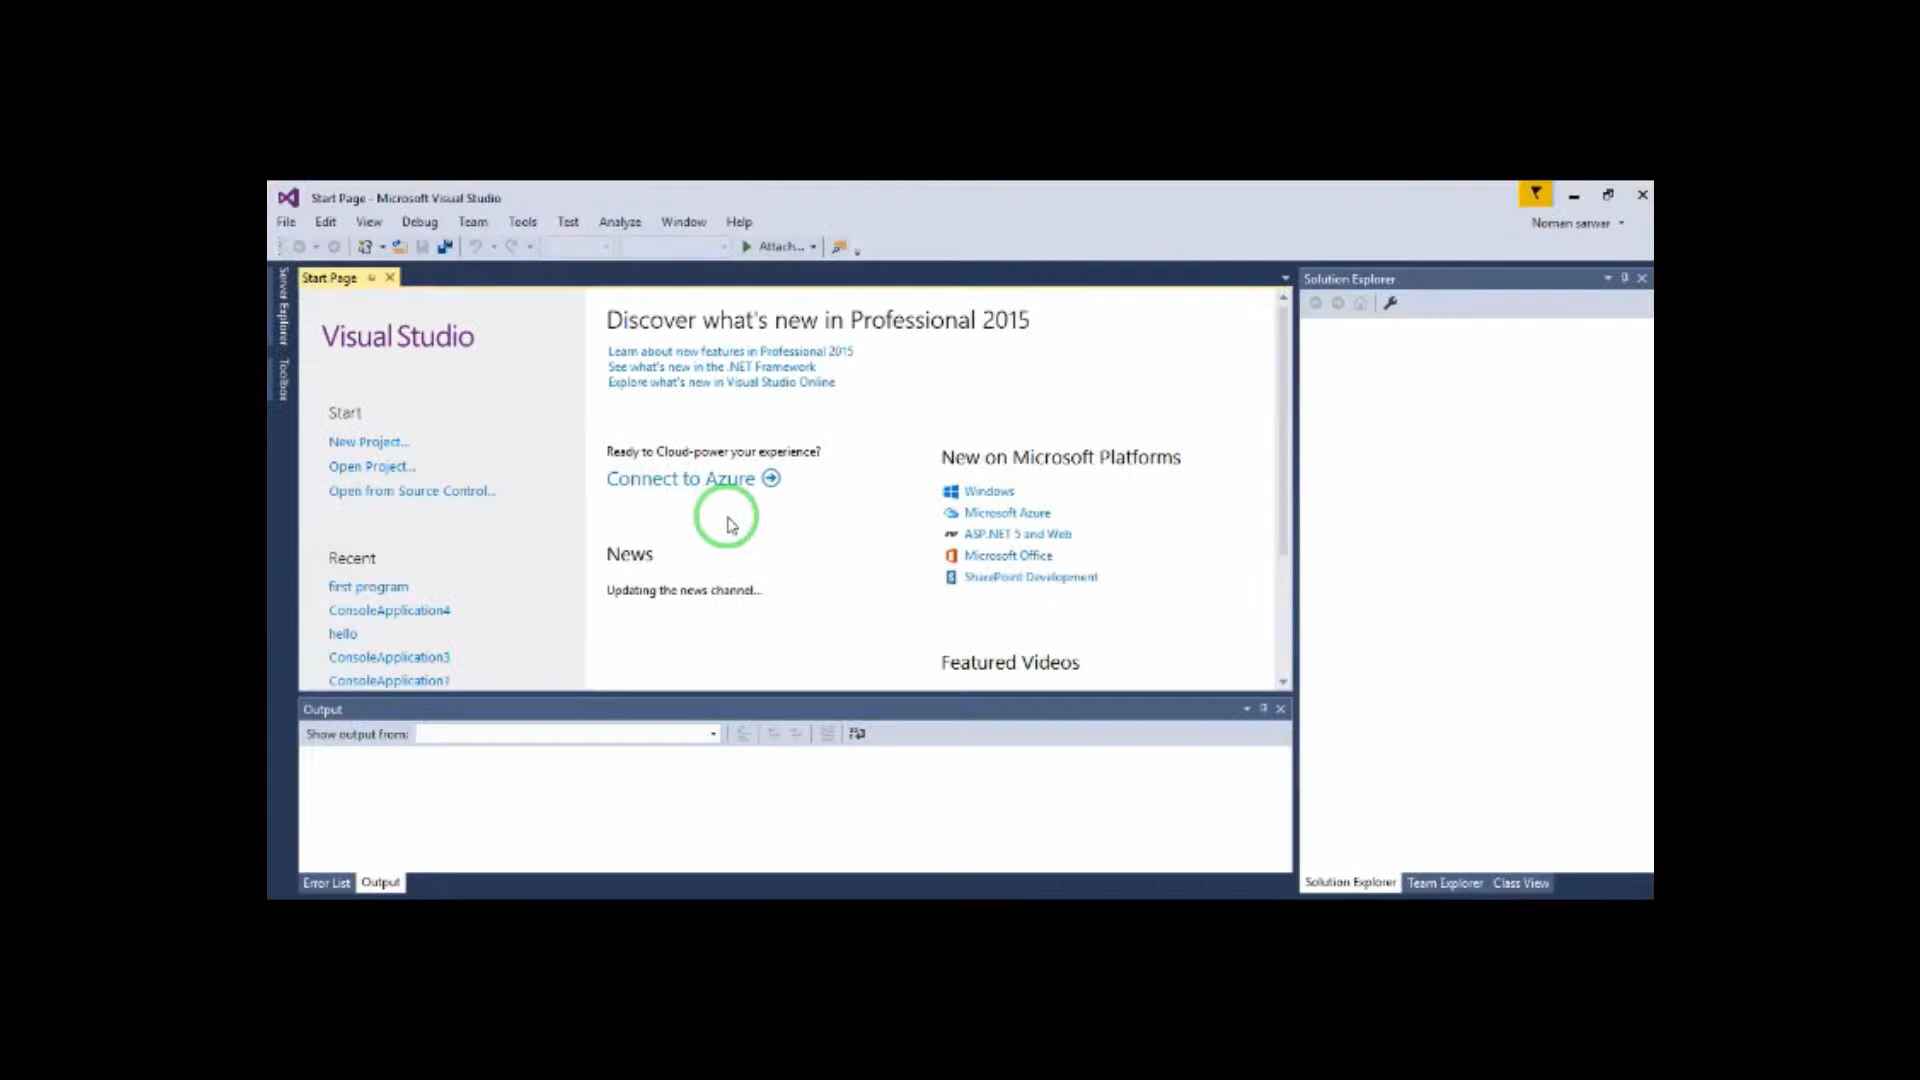 Start Page - Microsoft Visual Studio
File Edit View Debug Team Tools Test Analyze Window Help
Noman sarwar
Attach...
Server Explorer
Toolbox
Start Page
Visual Studio
Start
New Project...
Open Project...
Open from Source Control...
Recent
first program
ConsoleApplication4
hello
ConsoleApplication3
ConsoleApplication1
Discover what's new in Professional 2015
Learn about new features in Professional 2015
See what's new in the .NET Framework
Explore what's new in Visual Studio Online
Ready to Cloud-power your experience?
Connect to Azure
News
Updating the news channel...
New on Microsoft Platforms
Windows
Microsoft Azure
ASP.NET 5 and Web
Microsoft Office
SharePoint Development
Featured Videos
Output
Show output from:
Error List Output
Solution Explorer
Solution Explorer Team Explorer Class View